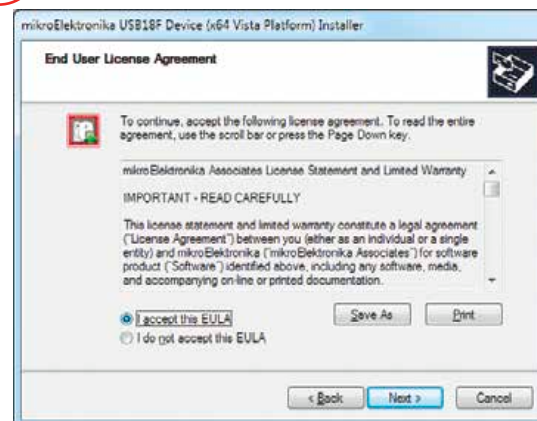 mikroElektronika USB18F Device (x64 Vista Platform) Installer
End User License Agreement
To continue, accept the following license agreement. To read the entire
agreement, use the scroll bar or press the Page Down key.
mikroElektronika Associates License Statement and Limited Warranty
IMPORTANT - READ CAREFULLY
This license statement and limited warranty constitute a legal agreement
("License Agreement") between you (either as an individual or a single
entity) and mikroElektronika ("mikroElektronika Associates") for software
product ("Software") identified above, including any software, media,
and accompanying on-line or printed documentation.
I accept this EULA
Save As
Print
I do not accept this EULA
< Back
Next >
Cancel